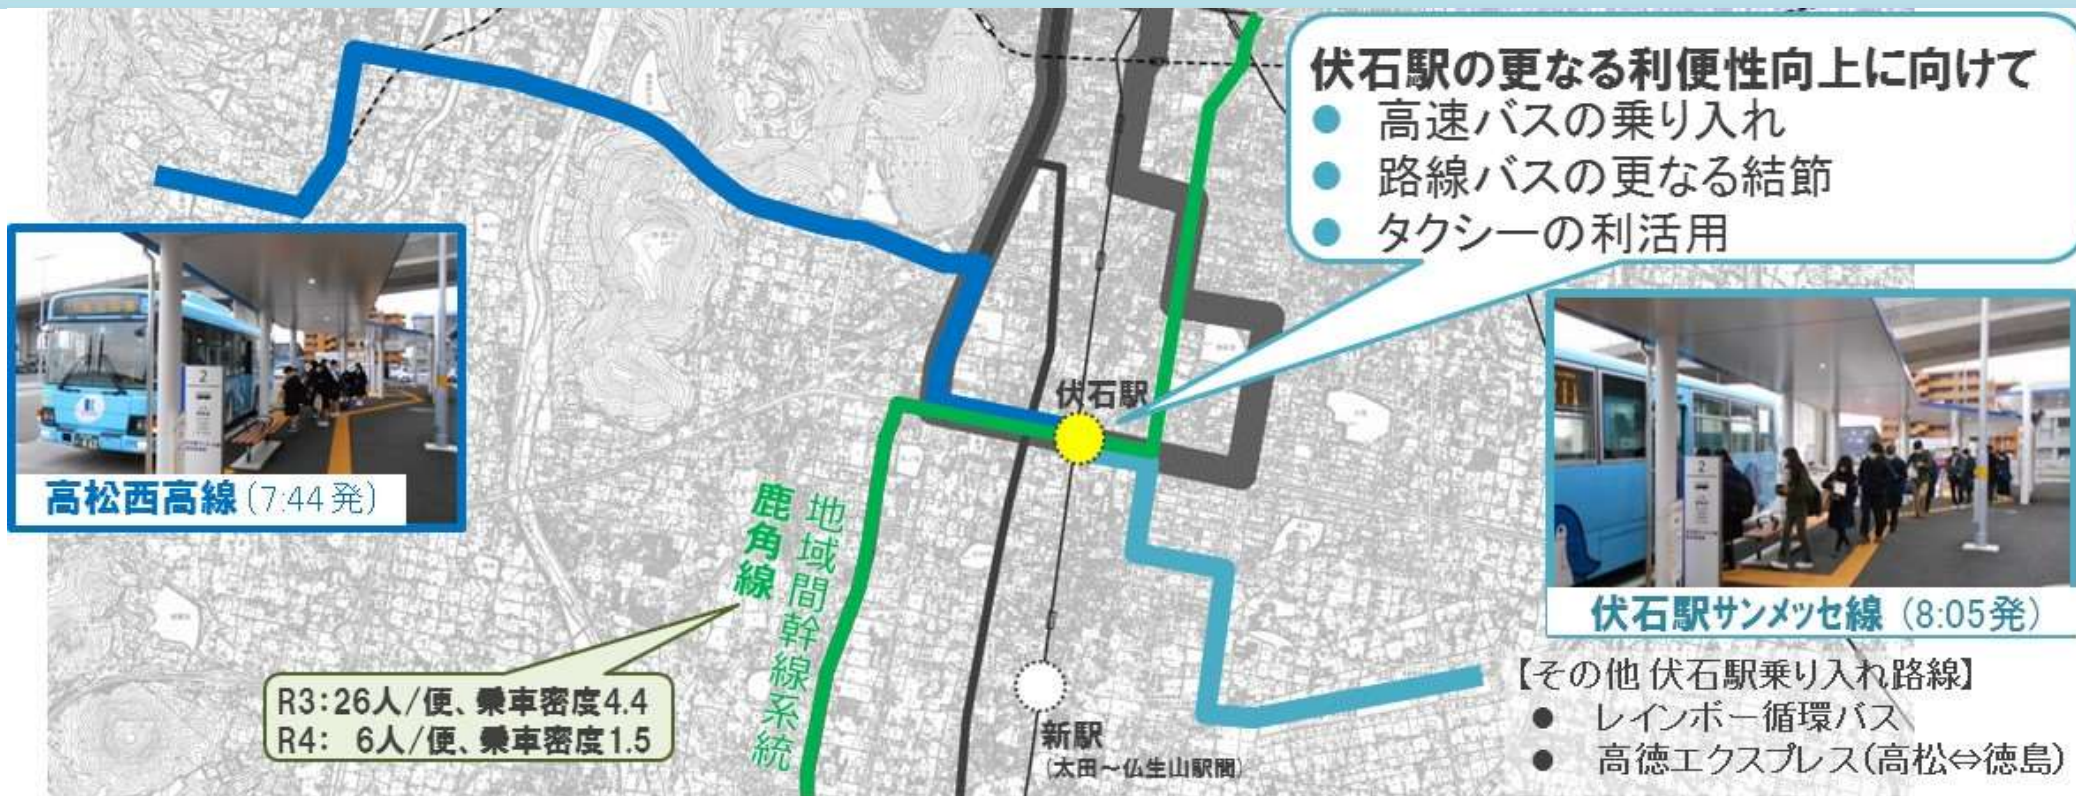 伏石駅の更なる利便性向上に向けて
● 高速バスの乗り入れ
● 路線バスの更なる結節
● タクシーの利活用
伏石駅
高松西高線(7:44発)
2
地域間幹線系統
鹿角線
2
伏石駅サンメッセ線 (8:05発)
R3:26人/便、乗車密度4.4
R4: 6人/便、乗車密度1.5
新駅
(太田～仏生山駅間)
【その他 伏石駅乗り入れ路線】
● レインボー循環バス
● 高徳エクスプレス(高松⇔徳島)